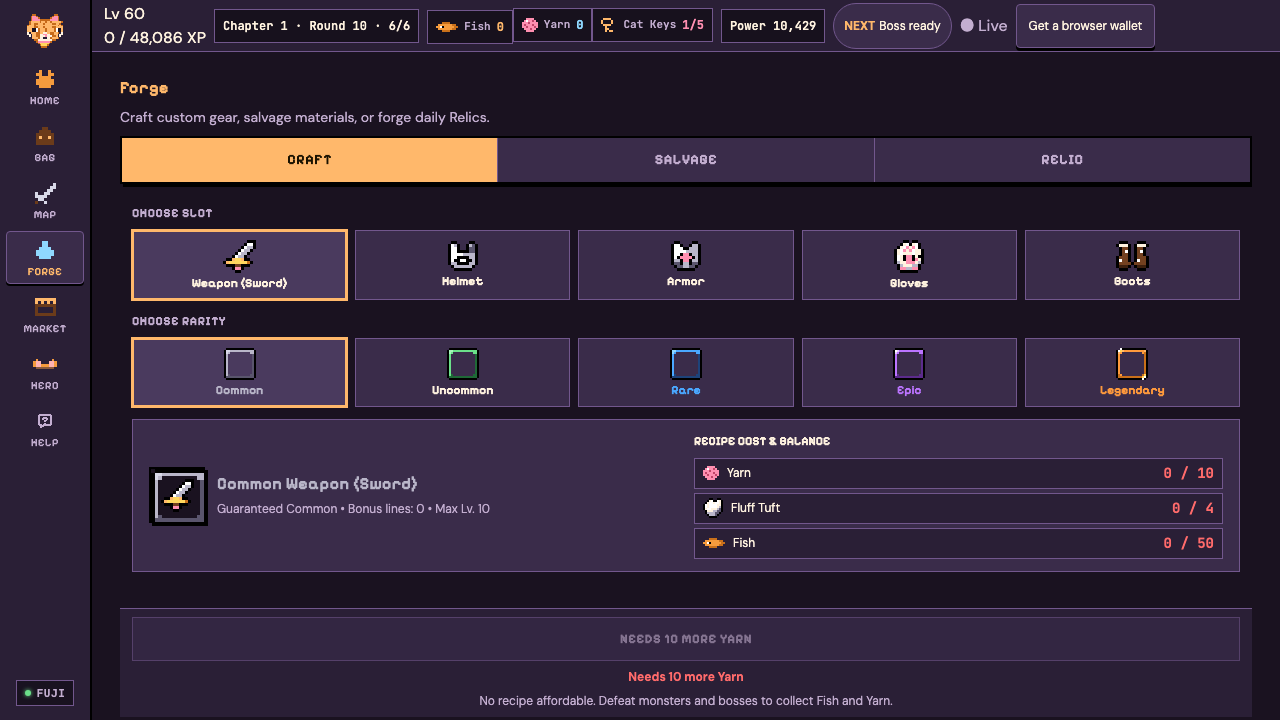 Lv 60
0 / 48,086 XP
Chapter 1 · Round 10 · 6/6
Fish 0
Yarn 0
Cat Keys 1/5
Power 10,429
NEXT Boss ready
Live
Get a browser wallet
HOME
BAG
MAP
FORGE
MARKET
HERO
HELP
FUJI
Forge
Craft custom gear, salvage materials, or forge daily Relics.
CRAFT
SALVAGE
RELIC
CHOOSE SLOT
Weapon (Sword)
Helmet
Armor
Gloves
Boots
CHOOSE RARITY
Common
Uncommon
Rare
Epic
Legendary
Common Weapon (Sword)
Guaranteed Common • Bonus lines: 0 • Max Lv. 10
RECIPE COST & BALANCE
Yarn 0 / 10
Fluff Tuft 0 / 4
Fish 0 / 50
NEEDS 10 MORE YARN
Needs 10 more Yarn
No recipe affordable. Defeat monsters and bosses to collect Fish and Yarn.